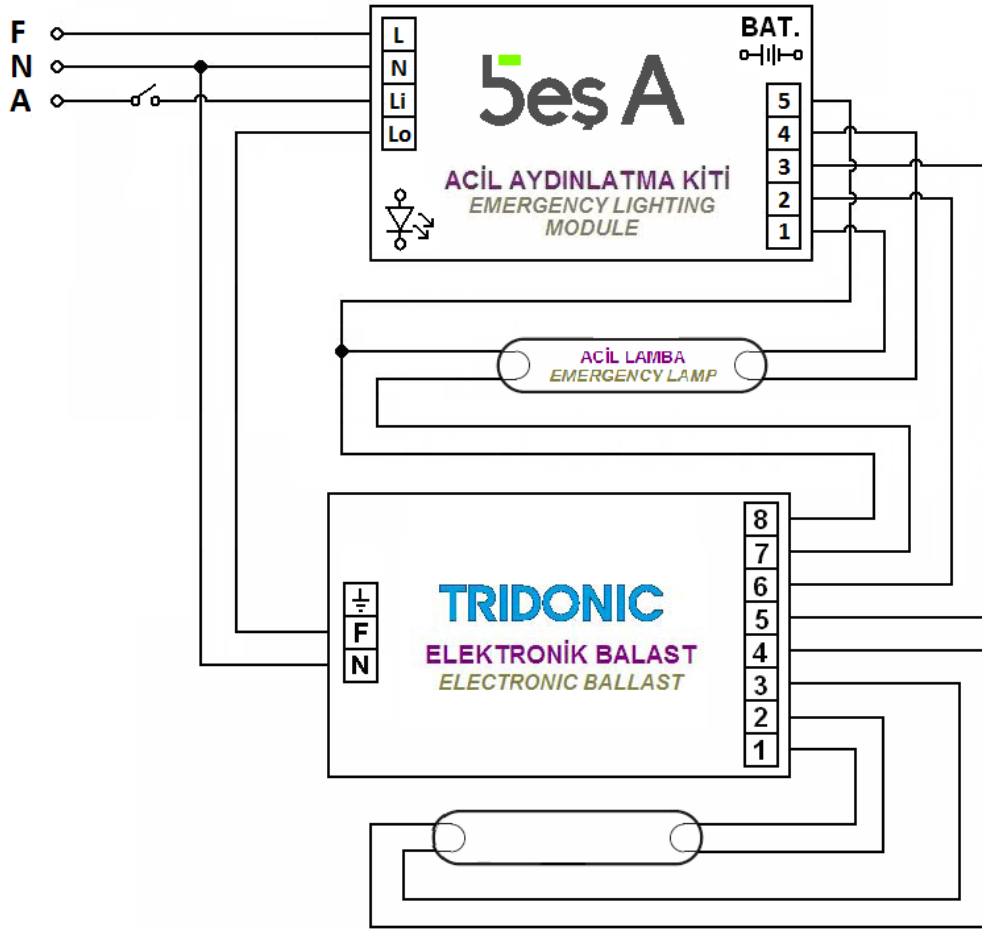 F
N
A
L
N
Li
Lo
BAT.
5
4
3
2
1
beş A
ACİL AYDINLATMA KİTİ
EMERGENCY LIGHTING
MODULE
ACİL LAMBA
EMERGENCY LAMP
F
N
TRIDONIC
ELEKTRONİK BALAST
ELECTRONIC BALLAST
8
7
6
5
4
3
2
1